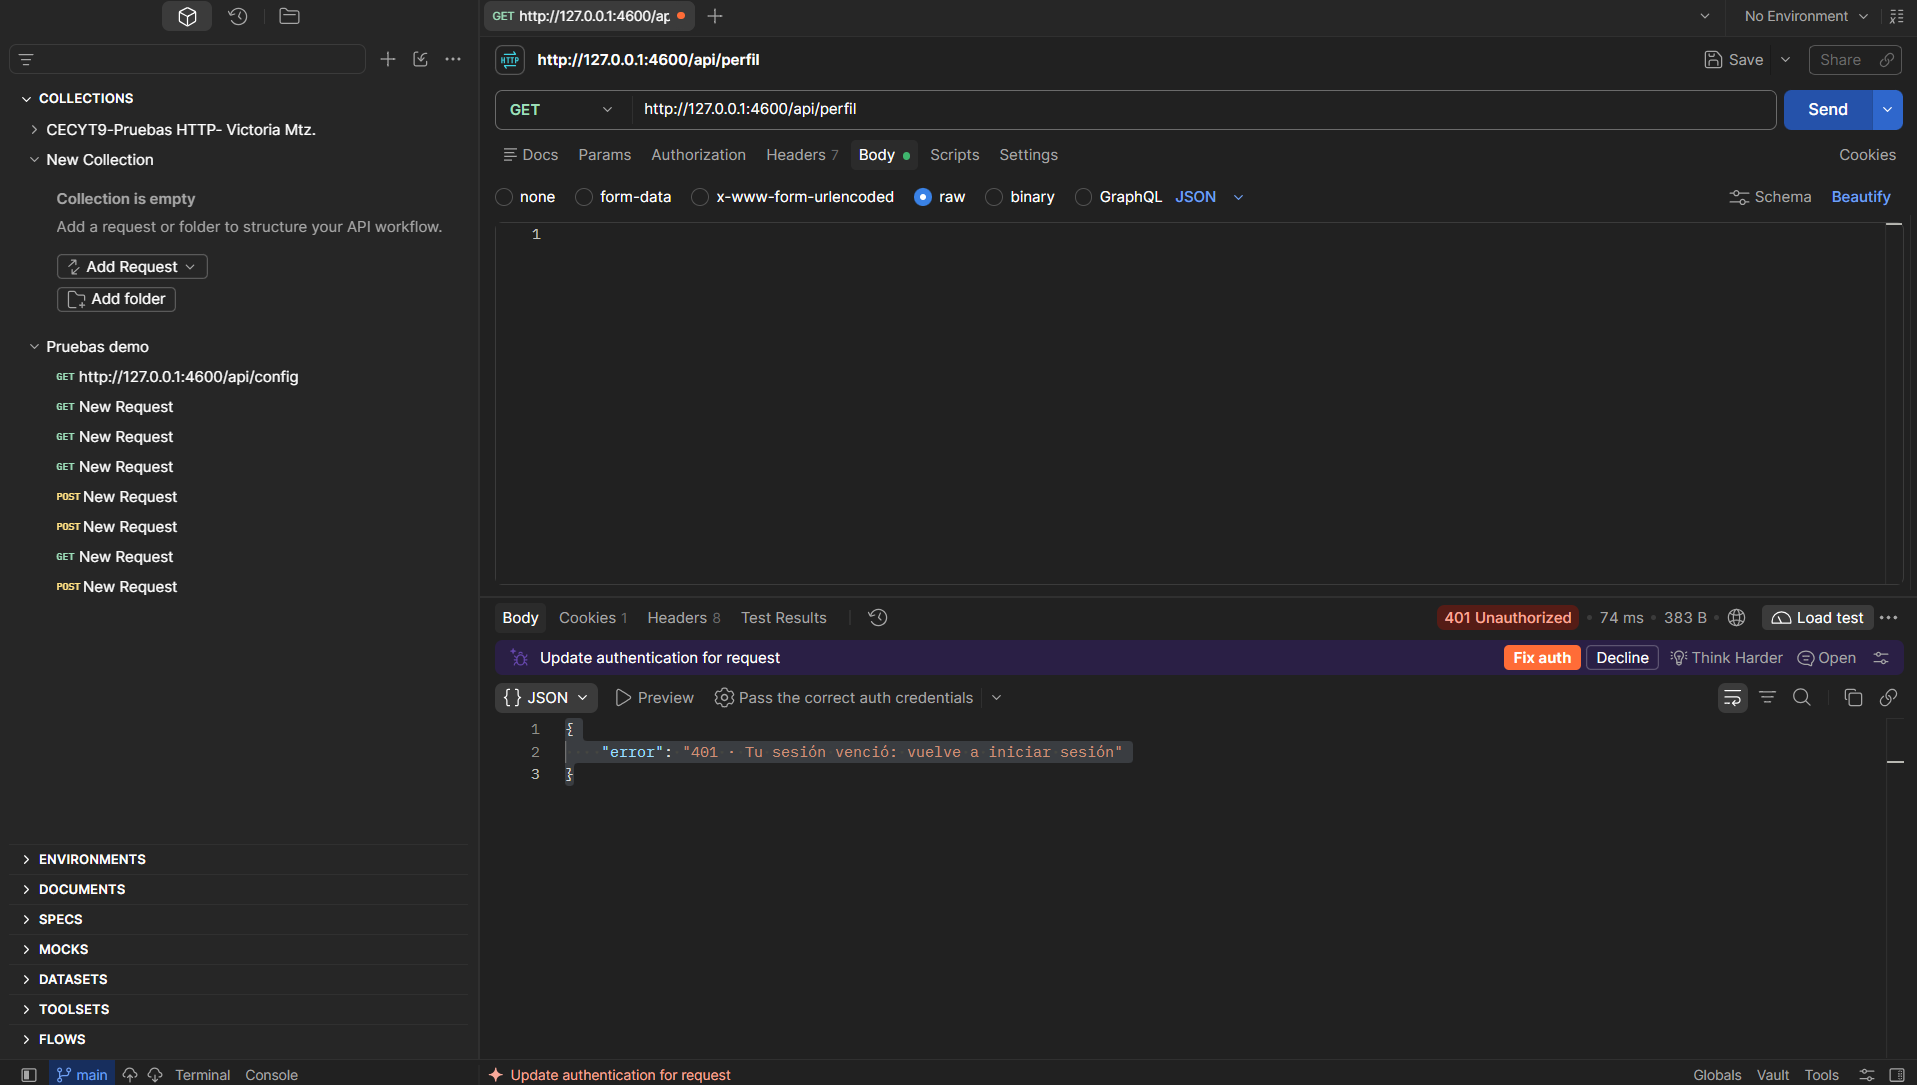 GET http://127.0.0.1:4600/ap
No Environment
http://127.0.0.1:4600/api/perfil
Save
Share
COLLECTIONS
CECYT9-Pruebas HTTP- Victoria Mtz.
New Collection
Collection is empty
Add a request or folder to structure your API workflow.
Add Request
Add folder
Pruebas demo
GET http://127.0.0.1:4600/api/config
GET New Request
GET New Request
GET New Request
POST New Request
POST New Request
GET New Request
POST New Request
ENVIRONMENTS
DOCUMENTS
SPECS
MOCKS
DATASETS
TOOLSETS
FLOWS
HTTP
GET
http://127.0.0.1:4600/api/perfil
Send
Docs Params Authorization Headers 7 Body Scripts Settings Cookies
none form-data x-www-form-urlencoded raw binary GraphQL JSON Schema Beautify
1
Body Cookies 1 Headers 8 Test Results 401 Unauthorized • 74 ms • 383 B • Load test
Update authentication for request Fix auth Decline Think Harder Open
{} JSON Preview Pass the correct auth credentials
1 {
2 "error": "401 · Tu sesión venció: vuelve a iniciar sesión"
3 }
main Terminal Console Update authentication for request Globals Vault Tools